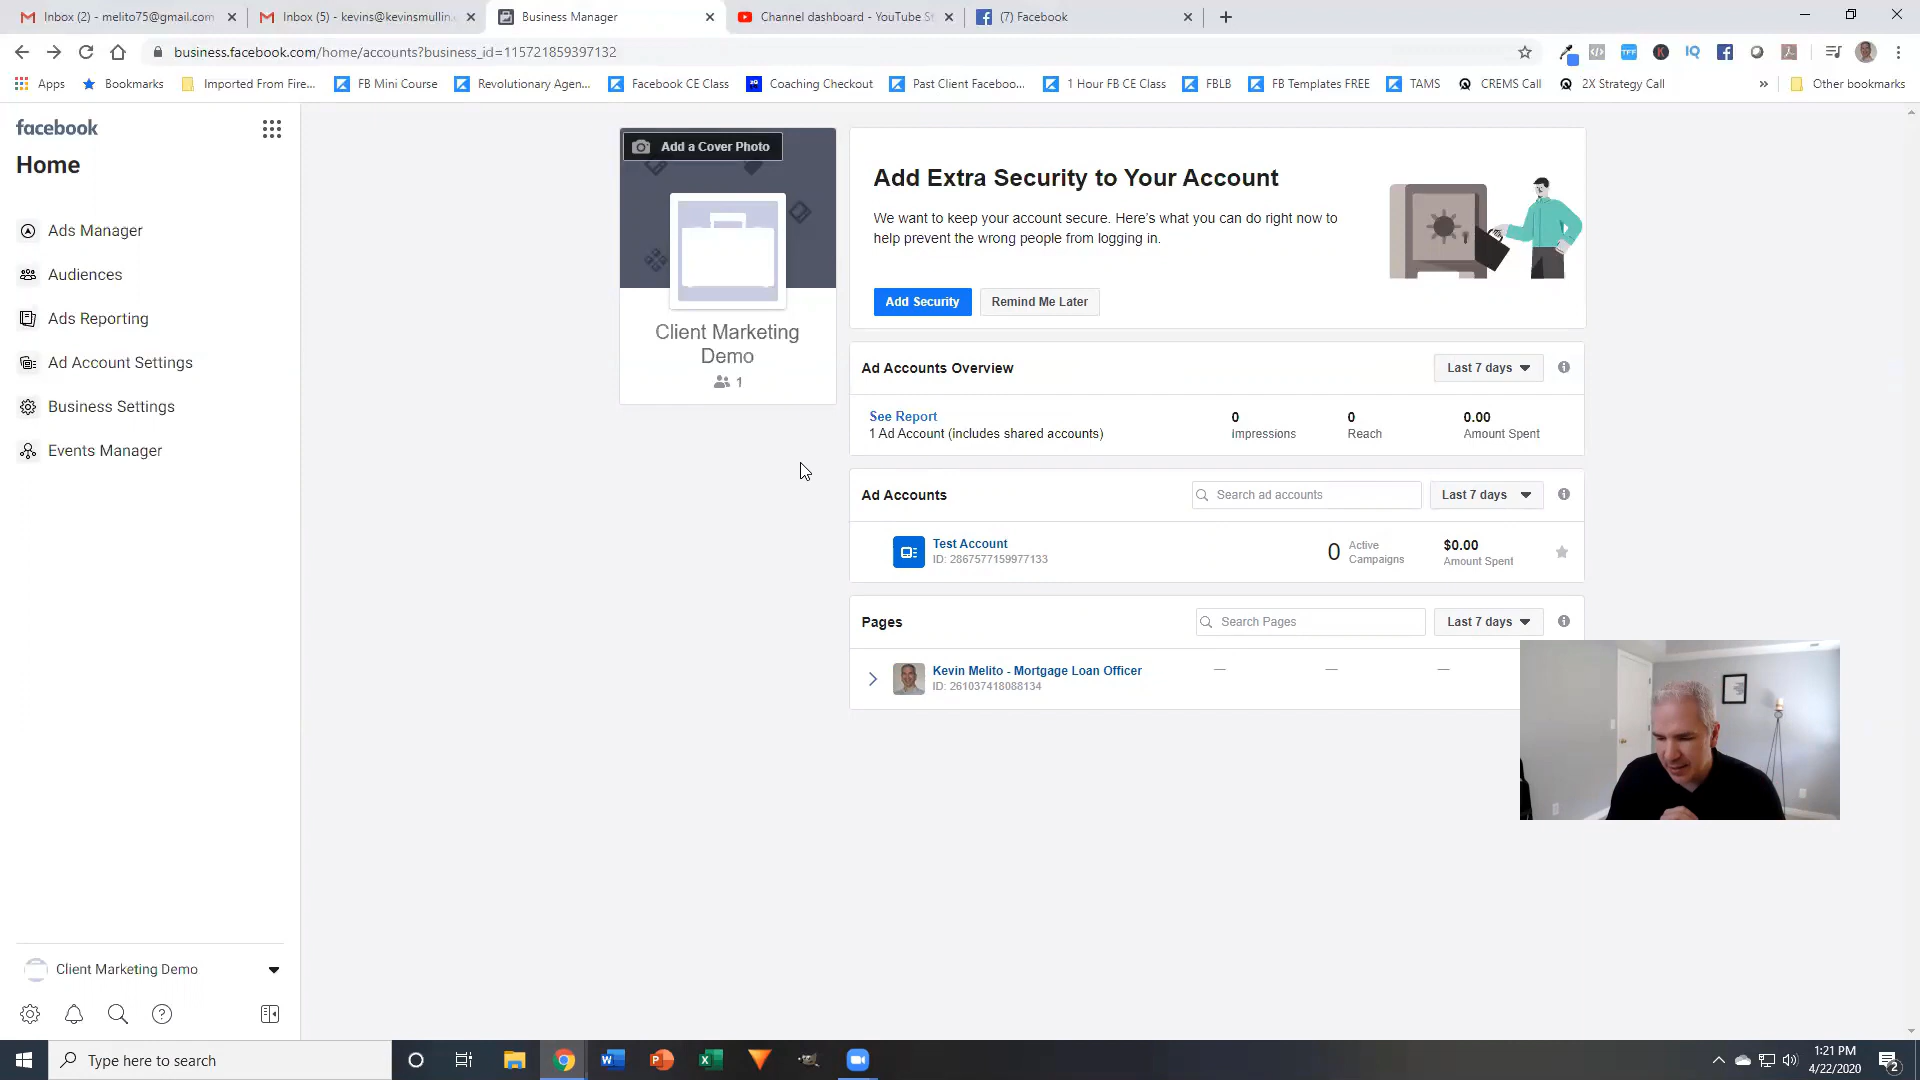 Inbox (2) - melito75@gmail.com
Inbox (5) - kevins@kevinsmullin.
Business Manager
Channel dashboard - YouTube St
(7) Facebook
business.facebook.com/home/accounts?business_id=115721859397132
Apps
Bookmarks
Imported From Fire...
FB Mini Course
Revolutionary Agen...
Facebook CE Class
Coaching Checkout
Past Client Faceboo...
1 Hour FB CE Class
FBLB
FB Templates FREE
TAMS
CREMS Call
2X Strategy Call
»
Other bookmarks
facebook
Home
Ads Manager
Audiences
Ads Reporting
Ad Account Settings
Business Settings
Events Manager
Add a Cover Photo
Client Marketing
Demo
1
Add Extra Security to Your Account
We want to keep your account secure. Here's what you can do right now to
help prevent the wrong people from logging in.
Add Security
Remind Me Later
Ad Accounts Overview
Last 7 days
See Report
1 Ad Account (includes shared accounts)
0
Impressions
0
Reach
0.00
Amount Spent
Ad Accounts
Search ad accounts
Last 7 days
Test Account
ID: 2867577159977133
0 Active
Campaigns
$0.00
Amount Spent
Pages
Search Pages
Last 7 days
Kevin Melito - Mortgage Loan Officer
ID: 261037418088134
— — —
Client Marketing Demo
Type here to search
1:21 PM
4/22/2020
2